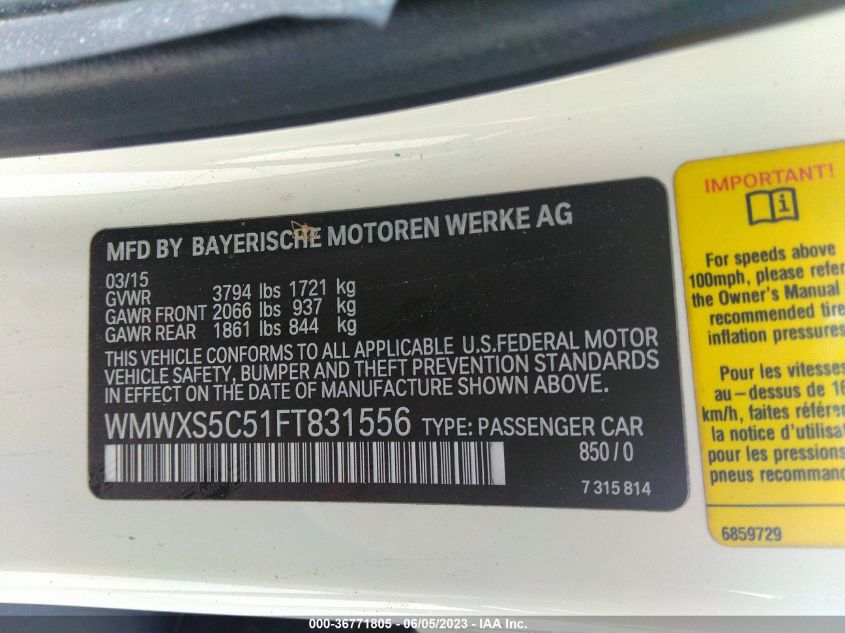 MFD BY BAYERISCHE MOTOREN WERKE AG
03/15
GVWR 3794 lbs 1721 kg
GAWR FRONT 2066 lbs 937 kg
GAWR REAR 1861 lbs 844 kg
THIS VEHICLE CONFORMS TO ALL APPLICABLE U.S.FEDERAL MOTOR
VEHICLE SAFETY, BUMPER AND THEFT PREVENTION STANDARDS
IN EFFECT ON THE DATE OF MANUFACTURE SHOWN ABOVE.
WMWXS5C51FT831556 TYPE: PASSENGER CAR
850/0
7 315 814
IMPORTANT!
i
For speeds above
100mph, please refer
the Owner's Manual
recommended tire
inflation pressures
Pour les vitesses
au-dessus de 16
km/h, faites référe
la notice d'utilisat
pour les pressions
pneus recommand
6859729
000-36771805 - 06/05/2023 - IAA Inc.